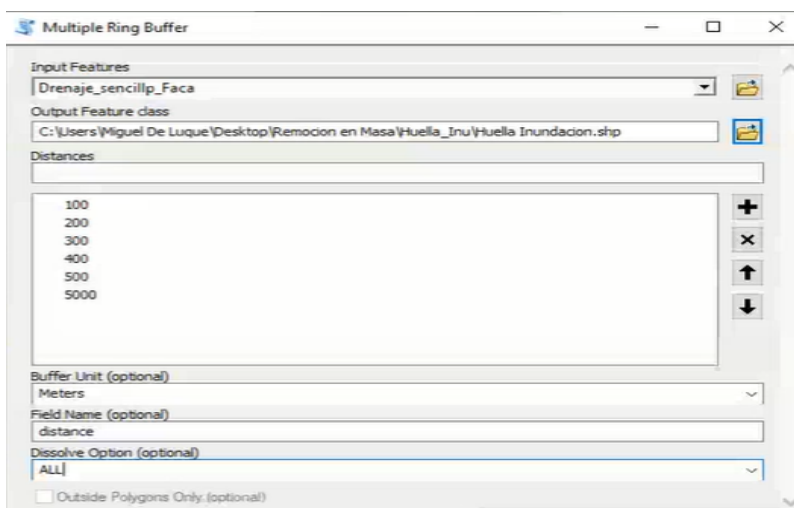 Multiple Ring Buffer
Input Features
Drenaje_sencillp_Faca
Output Feature class
C:\Users\Miguel De Luque\Desktop\Remocion en Masa\Huella_Inu\Huella Inundacion.shp
Distances
100
200
300
400
500
5000
Buffer Unit (optional)
Meters
Field Name (optional)
distance
Dissolve Option (optional)
ALL
Outside Polygons Only (optional)